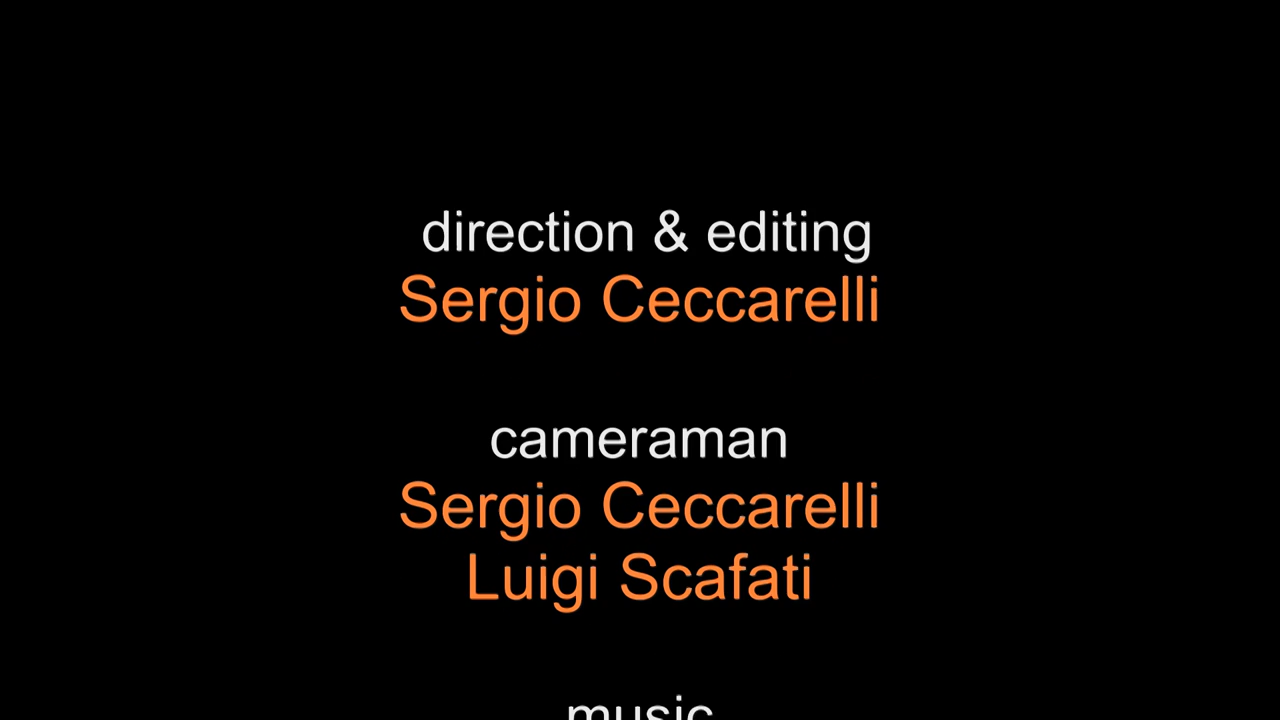 direction & editing
Sergio Ceccarelli
cameraman
Sergio Ceccarelli
Luigi Scafati
music